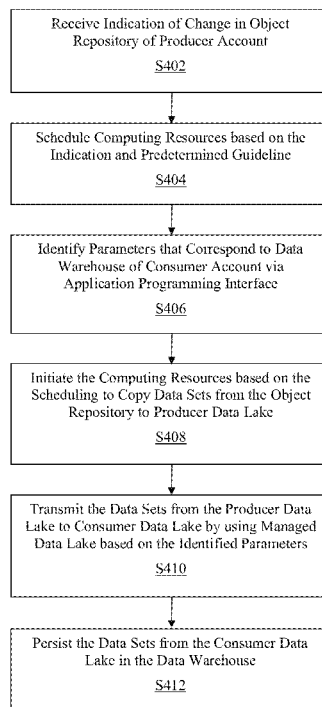 Receive Indication of Change in Object
Repository of Producer Account
S402
Schedule Computing Resources based on the
Indication and Predetermined Guideline
S404
Identify Parameters that Correspond to Data
Warehouse of Consumer Account via
Application Programming Interface
S406
Initiate the Computing Resources based on the
Scheduling to Copy Data Sets from the Object
Repository to Producer Data Lake
S408
Transmit the Data Sets from the Producer Data
Lake to Consumer Data Lake by using Managed
Data Lake based on the Identified Parameters
S410
Persist the Data Sets from the Consumer Data
Lake in the Data Warehouse
S412